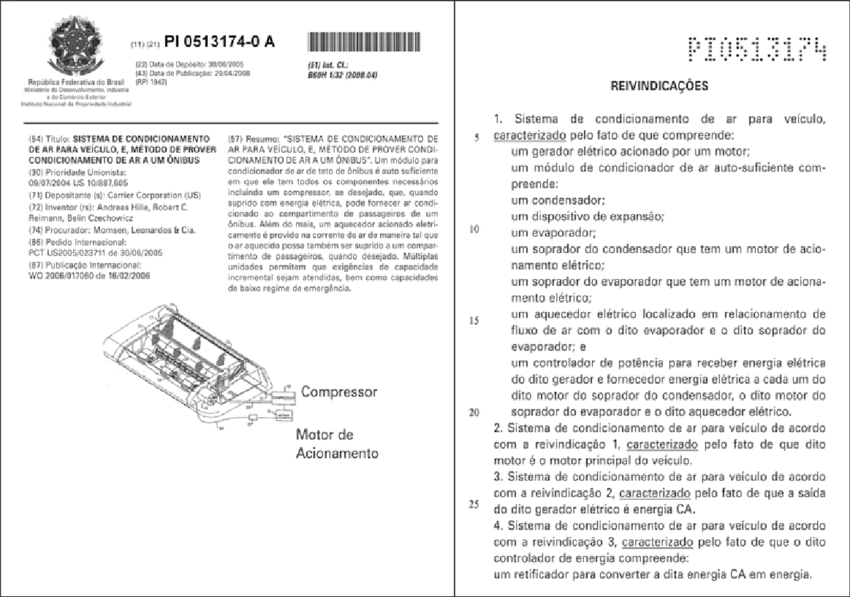 República Federativa do Brasil
Ministério do Desenvolvimento, Indústria
e do Comércio Exterior
Instituto Nacional de Propriedade Industrial
(11) (21) PI 0513174-0 A
(22) Data de Depósito: 30/06/2005
(43) Data de Publicação: 29/04/2008
(RPI 1947)
(51) Int. Cl.:
B60H 1/32 (2008.04)
(54) Título: SISTEMA DE CONDICIONAMENTO
DE AR PARA VEÍCULO, E, MÉTODO DE PROVER
CONDICIONAMENTO DE AR A UM ÔNIBUS
(30) Prioridade Unionista:
09/07/2004 US 10/887,605
(71) Depositante (s): Carrier Corporation (US)
(72) Inventor (rs): Andreas Hille, Robert C.
Reimann, Belin Czechowicz
(74) Procurador: Momsen, Leonardes & Cia.
(86) Pedido Internacional:
PCT US2005/023711 de 30/06/2005
(87) Publicação Internacional:
WO 2006/017060 de 16/02/2006
(57) Resumo: "SISTEMA DE CONDICIONAMENTO DE
AR PARA VEÍCULO, E, MÉTODO DE PROVER CONDI-
CIONAMENTO DE AR A UM ÔNIBUS". Um módulo para
condicionador de ar de teto de ônibus é auto suficiente
em que ele tem todos os componentes necessários
incluindo um compressor, se desejado, que, quando
suprido com energia elétrica, pode fornecer ar condi-
cionado ao compartimento de passageiros de um
ônibus. Além do mais, um aquecedor acionado eletri-
camente é provido na corrente de ar de maneira tal que
o ar aquecido possa também ser suprido a um compar-
timento de passageiros, quando desejado. Múltiplas
unidades permitem que exigências de capacidade
incremental sejam atendidas, bem como capacidades
de baixo regime de emergência.
Compressor
Motor de
Acionamento
PI0513174
REIVINDICAÇÕES
1. Sistema de condicionamento de ar para veículo,
5 caracterizado pelo fato de que compreende:
um gerador elétrico acionado por um motor;
um módulo de condicionador de ar auto-suficiente com-
preende:
um condensador;
um dispositivo de expansão;
10 um evaporador;
um soprador do condensador que tem um motor de acio-
namento elétrico;
um soprador do evaporador que tem um motor de aciona-
mento elétrico;
15 um aquecedor elétrico localizado em relacionamento de
fluxo de ar com o dito evaporador e o dito soprador do
evaporador; e
um controlador de potência para receber energia elétrica
do dito gerador e fornecedor energia elétrica a cada um do
dito motor do soprador do condensador, o dito motor do
20 soprador do evaporador e o dito aquecedor elétrico.
2. Sistema de condicionamento de ar para veículo de acordo
com a reivindicação 1, caracterizado pelo fato de que dito
motor é o motor principal do veículo.
3. Sistema de condicionamento de ar para veículo de acordo
com a reivindicação 2, caracterizado pelo fato de que a saída
25 do dito gerador elétrico é energia CA.
4. Sistema de condicionamento de ar para veículo de acordo
com a reivindicação 3, caracterizado pelo fato de que o dito
controlador de energia compreende:
um retificador para converter a dita energia CA em energia.